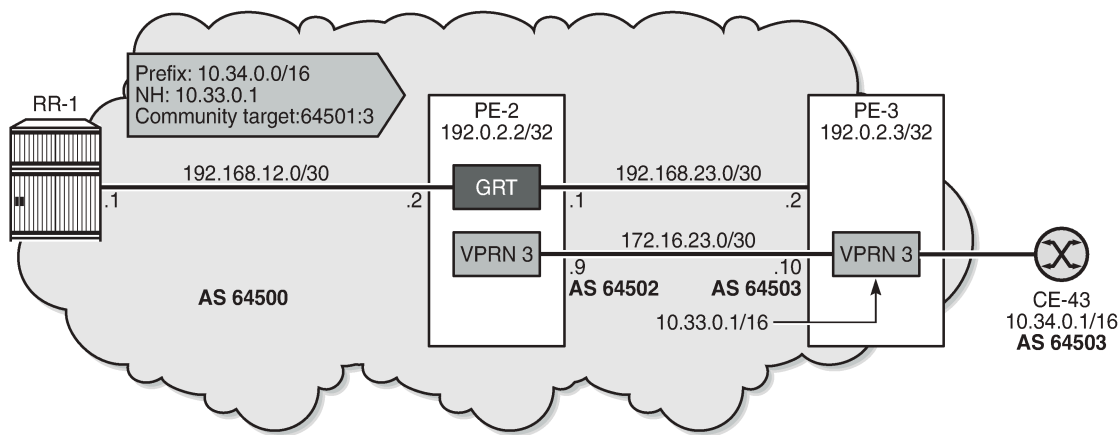 Prefix: 10.34.0.0/16
NH: 10.33.0.1
Community target:64501:3
RR-1
PE-2
192.0.2.2/32
PE-3
192.0.2.3/32
192.168.12.0/30
GRT
192.168.23.0/30
.1
.2
.1
.2
VPRN 3
172.16.23.0/30
VPRN 3
.9
.10
AS 64500
AS 64502
AS 64503
10.33.0.1/16
CE-43
10.34.0.1/16
AS 64503